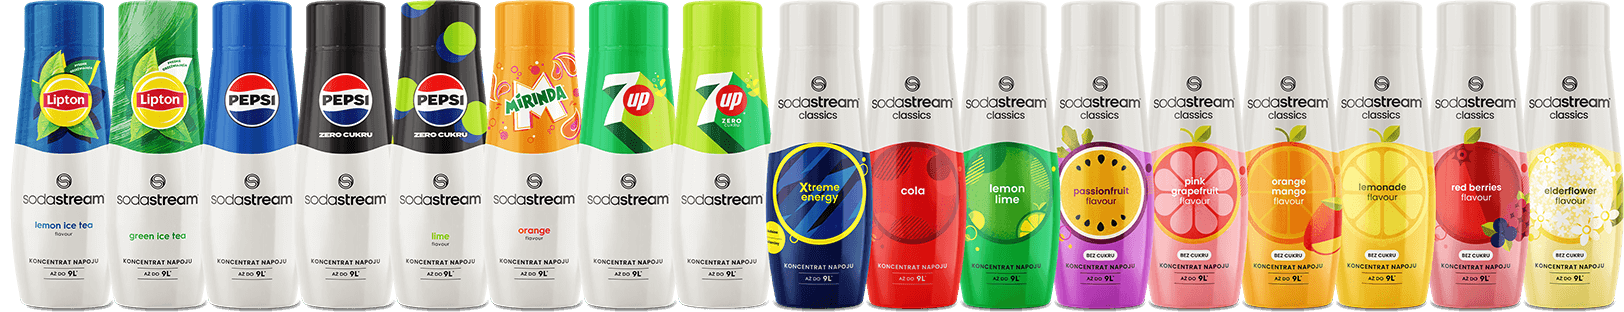 Lipton
sodastream
lemon ice tea
flavour
KONCENTRAT NAPOJU
AŻ DO 9L*
Lipton
sodastream
green ice tea
KONCENTRAT NAPOJU
AŻ DO 9L*
PEPSI
sodastream
KONCENTRAT NAPOJU
AŻ DO 9L*
PEPSI
ZERO CUKRU
sodastream
KONCENTRAT NAPOJU
AŻ DO 9L*
PEPSI
ZERO CUKRU
sodastream
lime
flavour
KONCENTRAT NAPOJU
AŻ DO 9L*
MIRINDA
sodastream
orange
flavour
KONCENTRAT NAPOJU
AŻ DO 9L*
7up
sodastream
KONCENTRAT NAPOJU
AŻ DO 9L*
7up
ZERO
CUKRU
sodastream
KONCENTRAT NAPOJU
AŻ DO 9L*
sodastream
classics
Xtreme
energy
KONCENTRAT NAPOJU
AŻ DO 9L*
sodastream
classics
cola
KONCENTRAT NAPOJU
AŻ DO 9L*
sodastream
classics
lemon
lime
KONCENTRAT NAPOJU
AŻ DO 9L*
sodastream
classics
passionfruit
flavour
BEZ CUKRU
KONCENTRAT NAPOJU
AŻ DO 9L*
sodastream
classics
pink
grapefruit
flavour
BEZ CUKRU
KONCENTRAT NAPOJU
AŻ DO 9L*
sodastream
classics
orange
mango
flavour
BEZ CUKRU
KONCENTRAT NAPOJU
AŻ DO 9L*
sodastream
classics
lemonade
flavour
BEZ CUKRU
KONCENTRAT NAPOJU
AŻ DO 9L*
sodastream
classics
red berries
flavour
BEZ CUKRU
KONCENTRAT NAPOJU
AŻ DO 9L*
sodastream
classics
elderflower
flavour
BEZ CUKRU
KONCENTRAT NAPOJU
AŻ DO 9L*